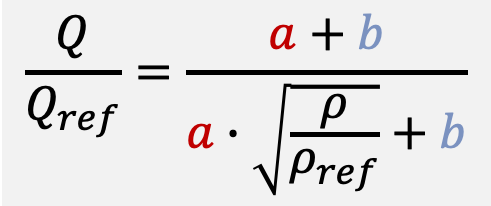 Q/Q_ref = (a + b) / (a · √(ρ/ρ_ref) + b)